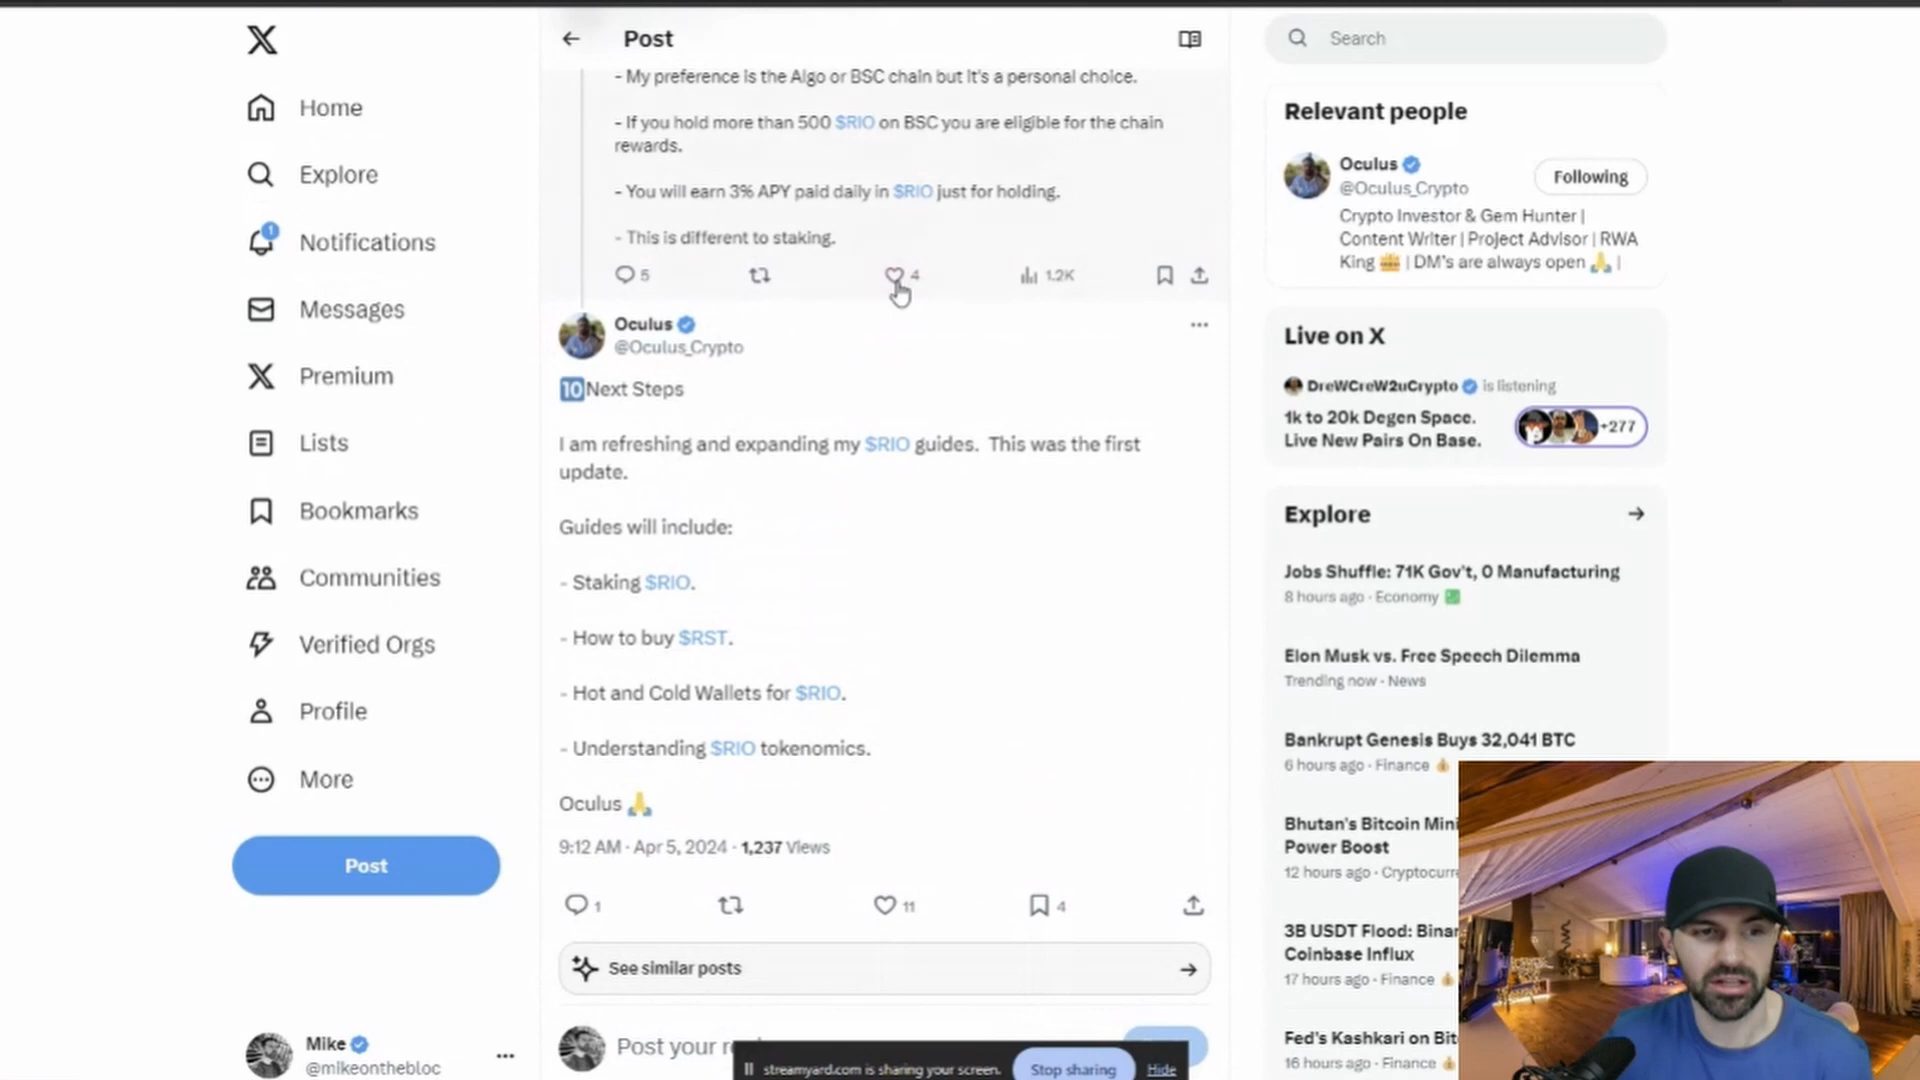 Home
Explore
1
Notifications
Messages
Premium
Lists
Bookmarks
Communities
Verified Orgs
Profile
More
Post
Mike
@mikeonthebloc
Post
- My preference is the Algo or BSC chain but it's a personal choice.
- If you hold more than 500 $RIO on BSC you are eligible for the chain
rewards.
- You will earn 3% APY paid daily in $RIO just for holding.
- This is different to staking.
5 4 1.2K
Oculus
@Oculus_Crypto
10 Next Steps
I am refreshing and expanding my $RIO guides. This was the first
update.
Guides will include:
- Staking $RIO.
- How to buy $RST.
- Hot and Cold Wallets for $RIO.
- Understanding $RIO tokenomics.
Oculus 🙏
9:12 AM · Apr 5, 2024 · 1,237 Views
1 11 4
See similar posts
Post your
streamyard.com is sharing your screen. Stop sharing Hide
Search
Relevant people
Oculus
@Oculus_Crypto
Following
Crypto Investor & Gem Hunter |
Content Writer | Project Advisor | RWA
King 👑 | DM's are always open 🙏 |
Live on X
DreWCreW2uCrypto is listening
1k to 20k Degen Space.
Live New Pairs On Base.
+277
Explore
Jobs Shuffle: 71K Gov't, 0 Manufacturing
8 hours ago · Economy
Elon Musk vs. Free Speech Dilemma
Trending now · News
Bankrupt Genesis Buys 32,041 BTC
6 hours ago · Finance
Bhutan's Bitcoin Mini
Power Boost
12 hours ago · Cryptocurr
3B USDT Flood: Binan
Coinbase Influx
17 hours ago · Finance
Fed's Kashkari on Bit
16 hours ago · Finance